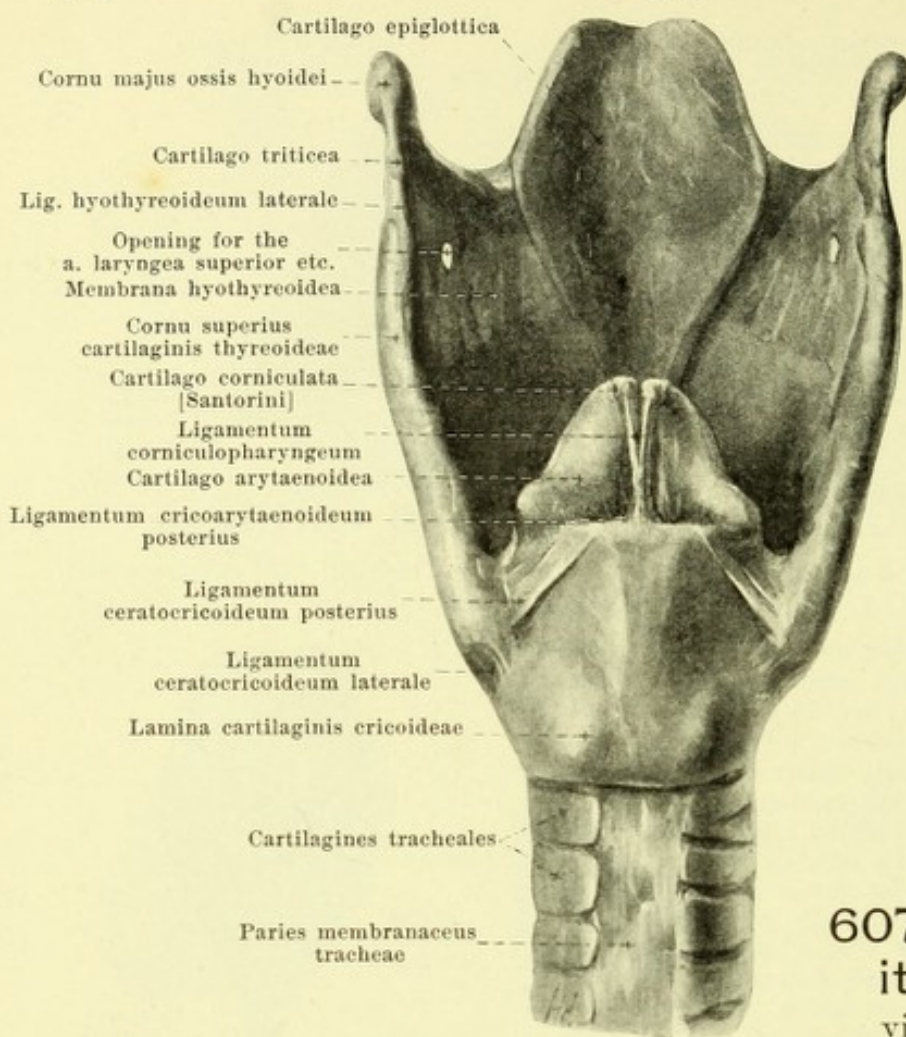 Cartilago epiglottica
Cornu majus ossis hyoidei
Cartilago triticea
Lig. hyothyreoideum laterale
Opening for the
a. laryngea superior etc.
Membrana hyothyreoidea
Cornu superius
cartilaginis thyreoideae
Cartilago corniculata
[Santorini]
Ligamentum
corniculopharyngeum
Cartilago arytaenoidea
Ligamentum cricoarytaenoideum
posterius
Ligamentum
ceratocricoideum posterius
Ligamentum
ceratocricoideum laterale
Lamina cartilaginis cricoideae
Cartilagines tracheales
Paries membranaceus
tracheae
607
it
vi